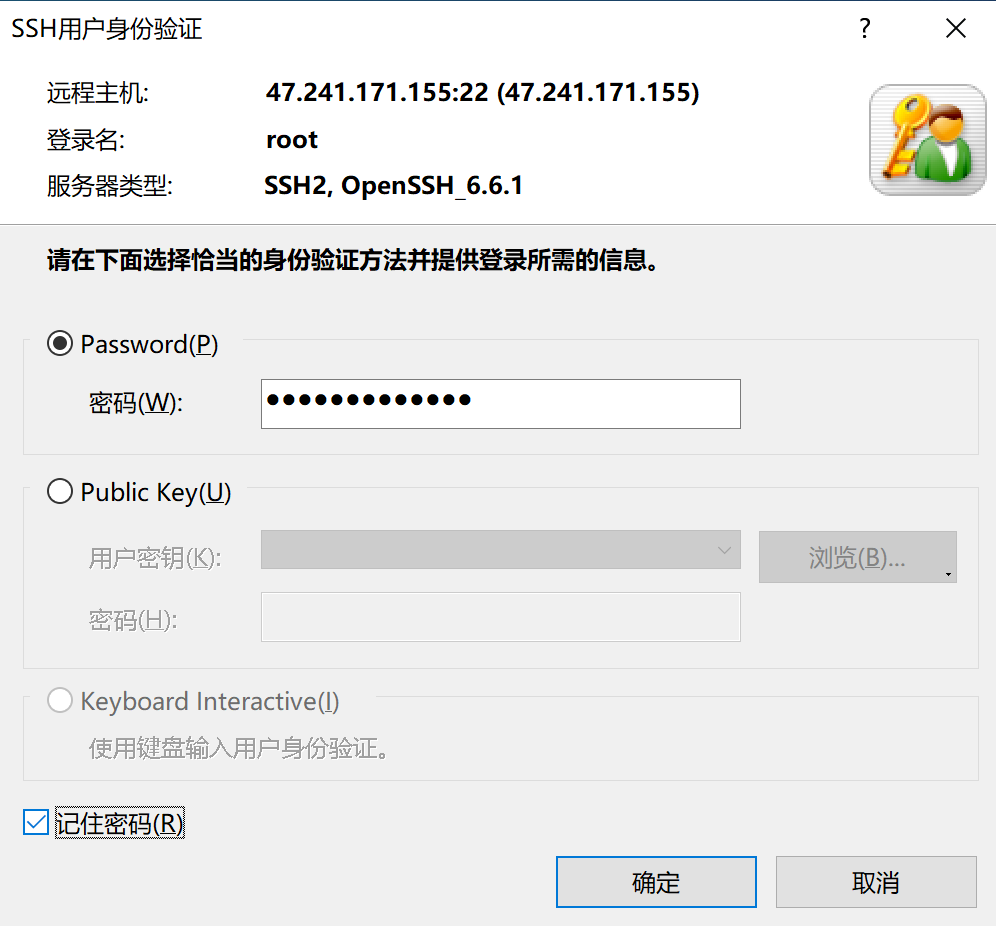 SSH用户身份验证
?
远程主机: 47.241.171.155:22 (47.241.171.155)
登录名: root
服务器类型: SSH2, OpenSSH_6.6.1
请在下面选择恰当的身份验证方法并提供登录所需的信息。
Password(P)
密码(W): ●●●●●●●●●●●●●
Public Key(U)
用户密钥(K): 浏览(B)...
密码(H):
Keyboard Interactive(I)
使用键盘输入用户身份验证。
记住密码(R)
确定 取消